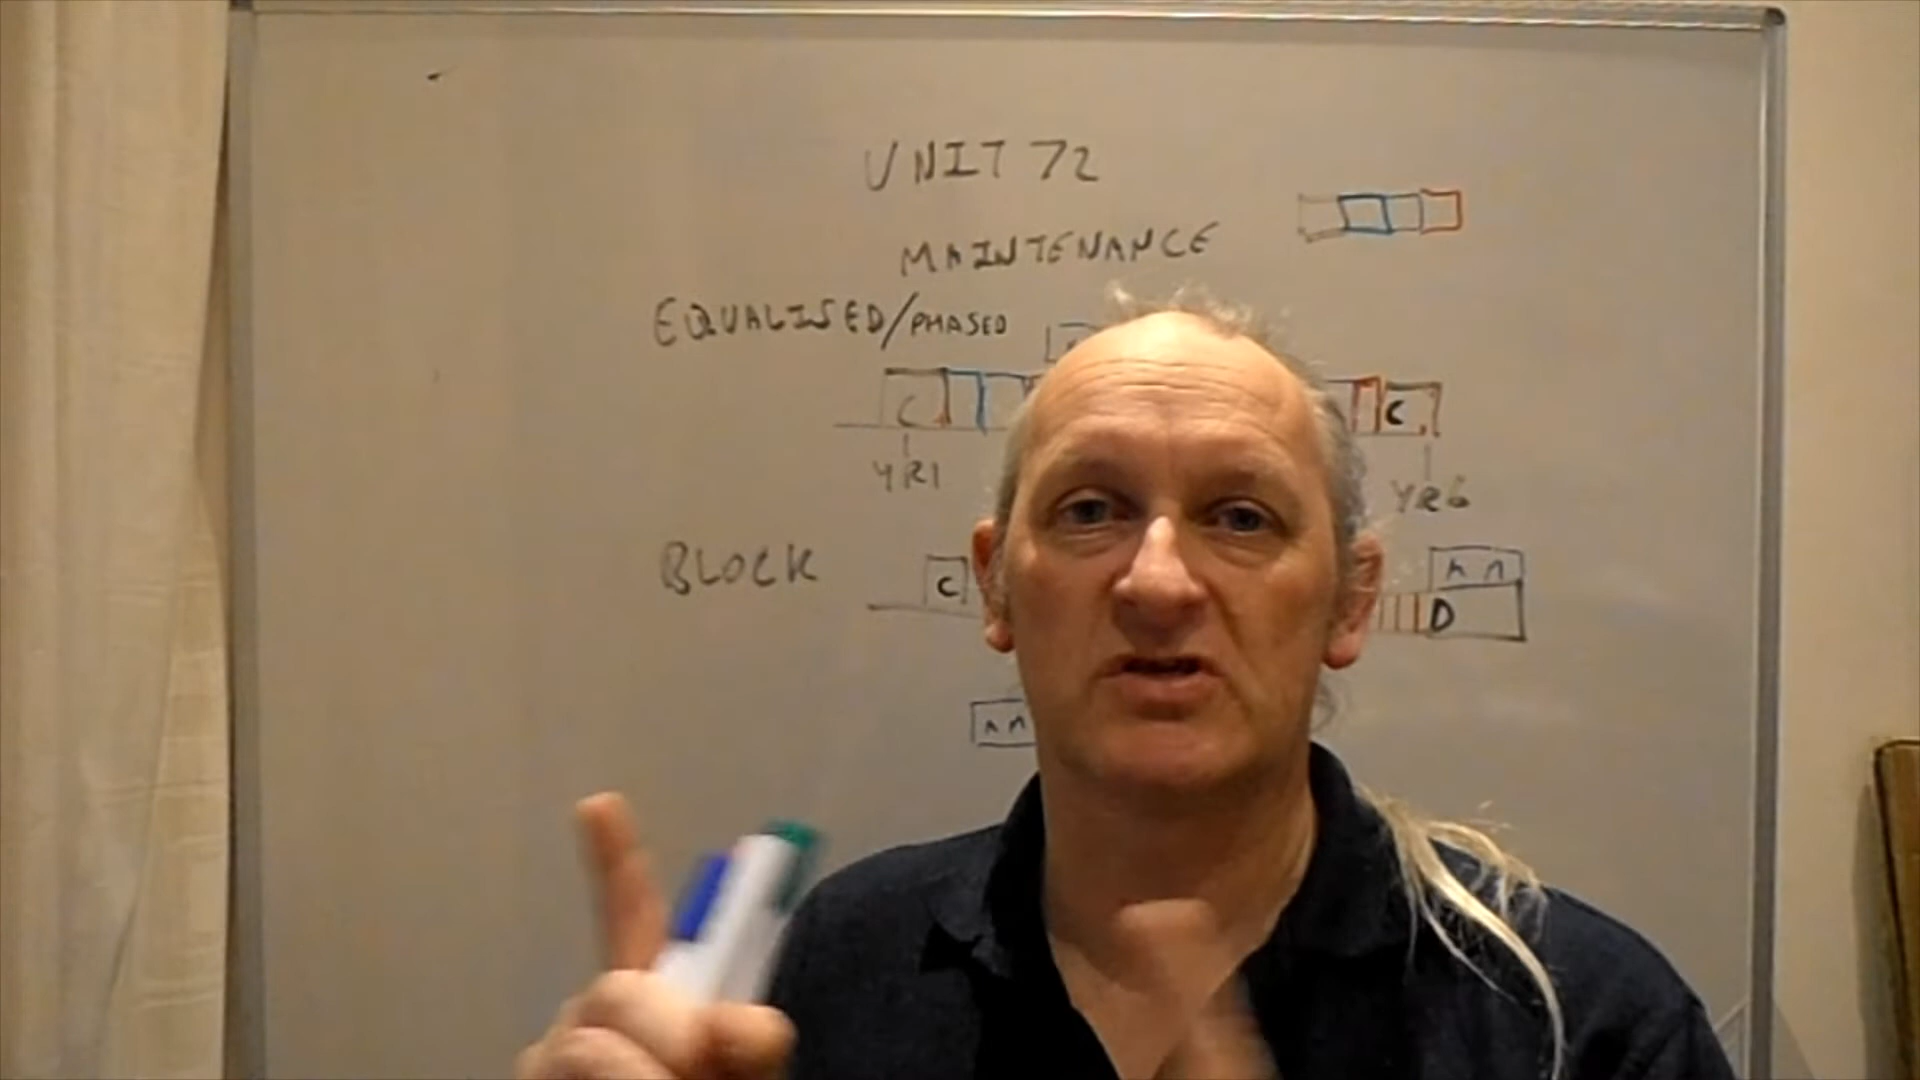 UNIT 72
MAINTENANCE
EQUALISED/PHASED
C C
YR1 YR6
BLOCK C D